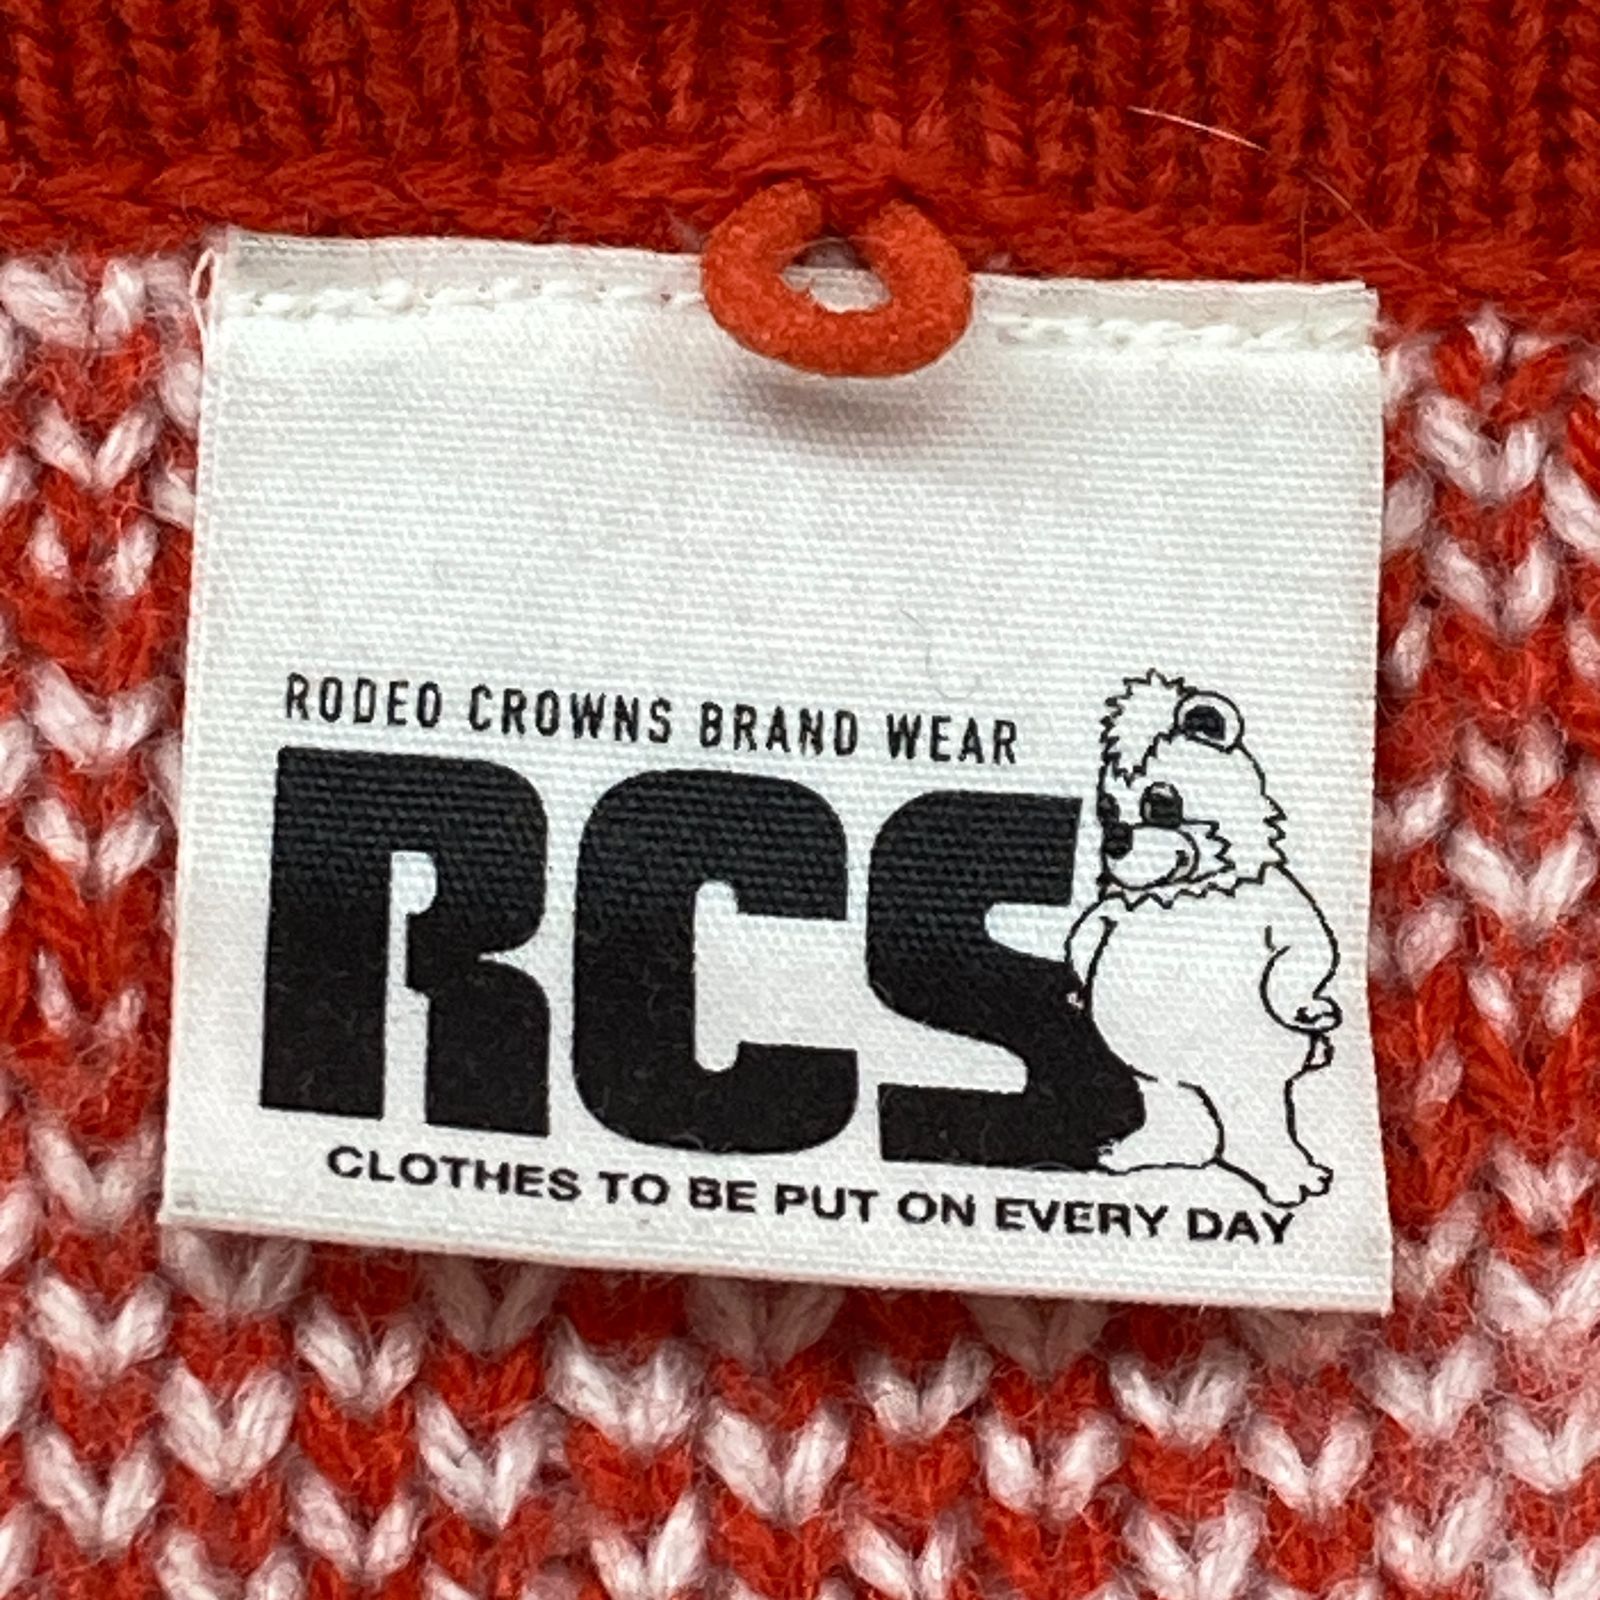 RODEO CROWNS BRAND WEAR
RCS
CLOTHES TO BE PUT ON EVERY DAY